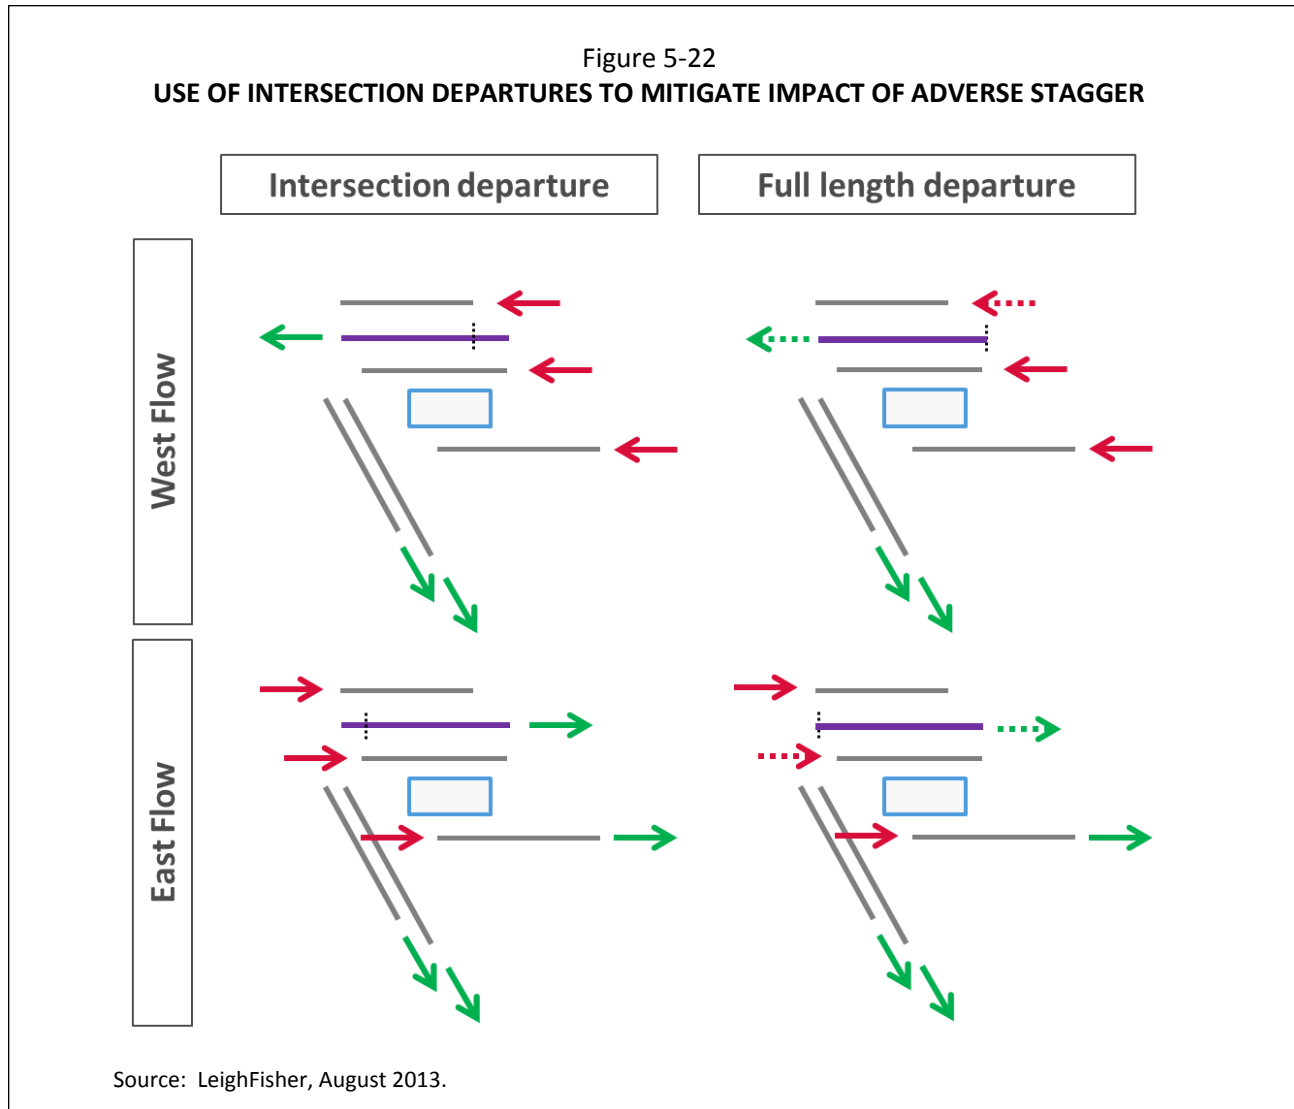 Figure 5-22
USE OF INTERSECTION DEPARTURES TO MITIGATE IMPACT OF ADVERSE STAGGER
Intersection departure
Full length departure
West Flow
East Flow
Source: LeighFisher, August 2013.